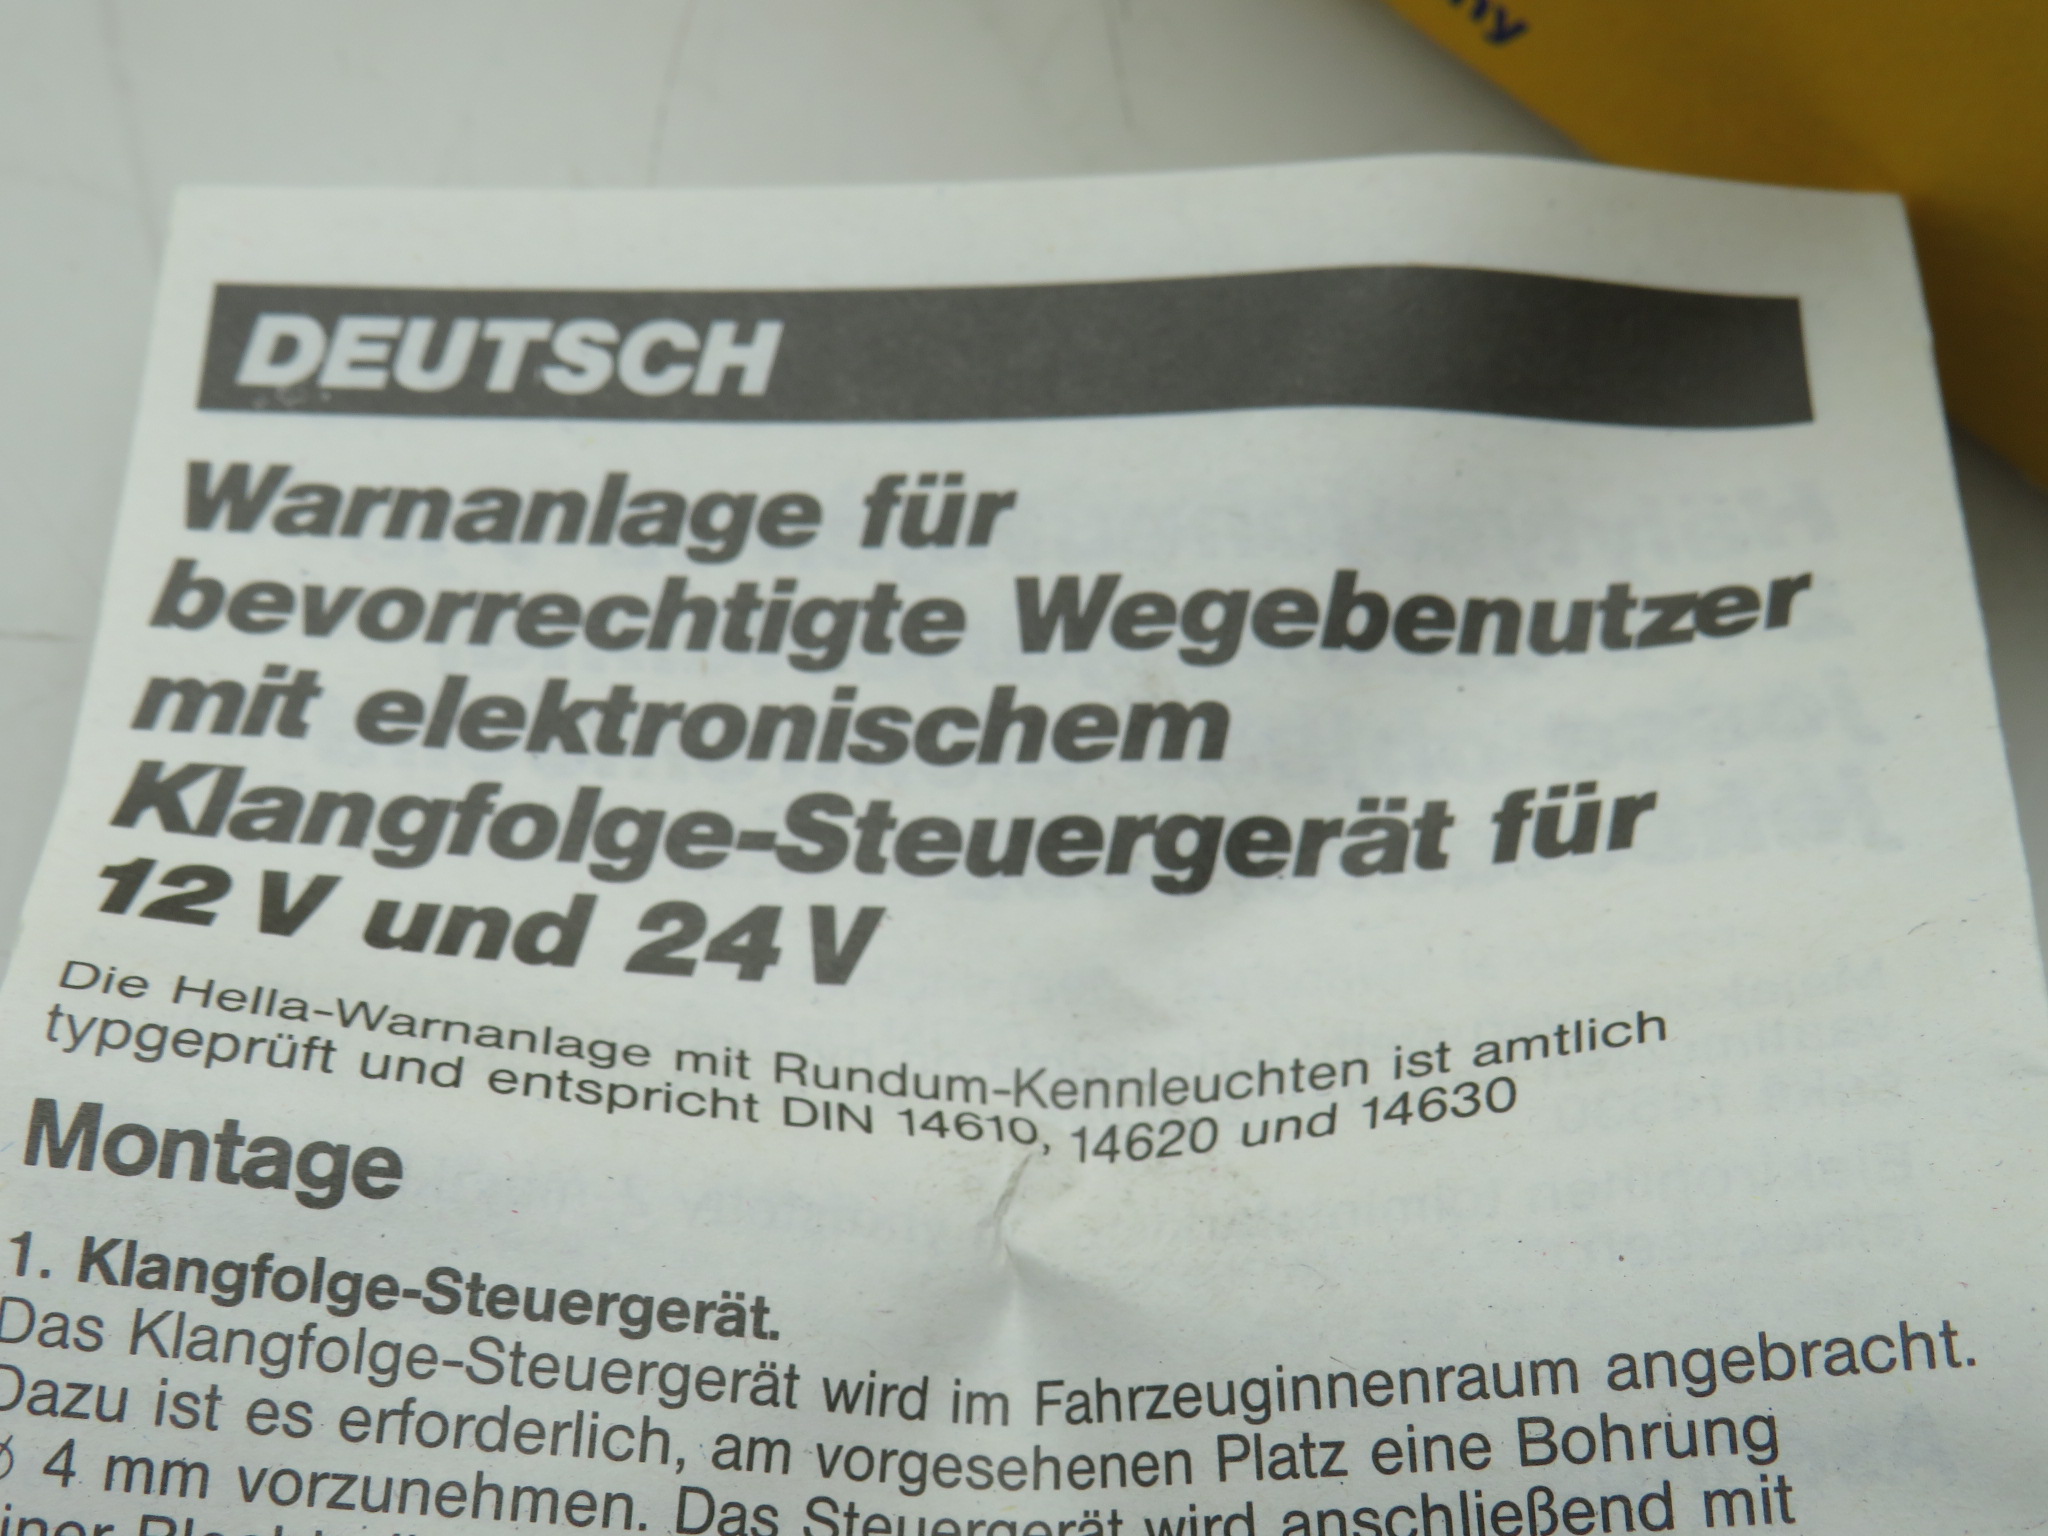 DEUTSCH
Warnanlage für
bevorrechtigte Wegebenutzer
mit elektronischem
Klangfolge-Steuergerät für
12 V und 24 V
Die Hella-Warnanlage mit Rundum-Kennleuchten ist amtlich
typgeprüft und entspricht DIN 14610, 14620 und 14630
Montage
1. Klangfolge-Steuergerät.
Das Klangfolge-Steuergerät wird im Fahrzeuginnenraum angebracht.
Dazu ist es erforderlich, am vorgesehenen Platz eine Bohrung
ø 4 mm vorzunehmen. Das Steuergerät wird anschließend mit